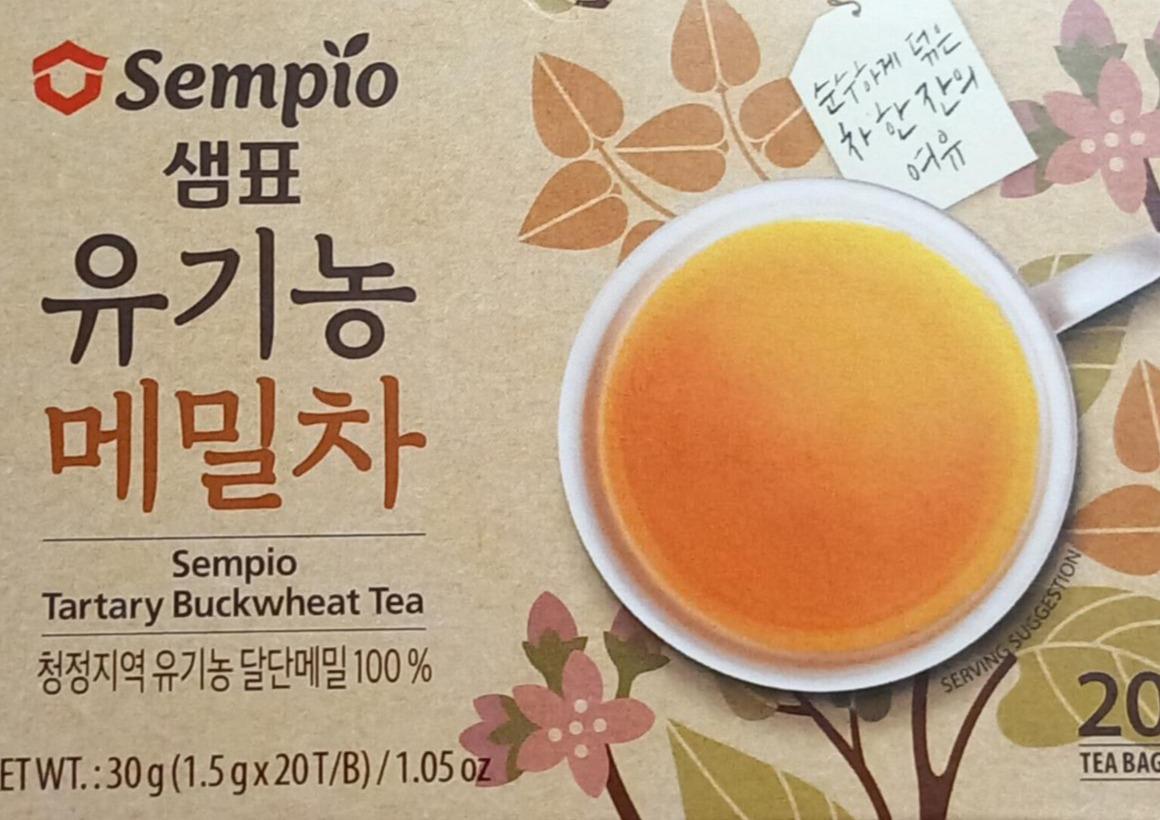 Sempio
샘표
유기농
메밀차
Sempio
Tartary Buckwheat Tea
청정지역 유기농 달단메밀 100 %
ET WT. : 30 g (1.5 g x 20 T/B) / 1.05 oz
순수하게 덖은
차 한 잔의
여유
SERVING SUGGESTION
20
TEA BAG